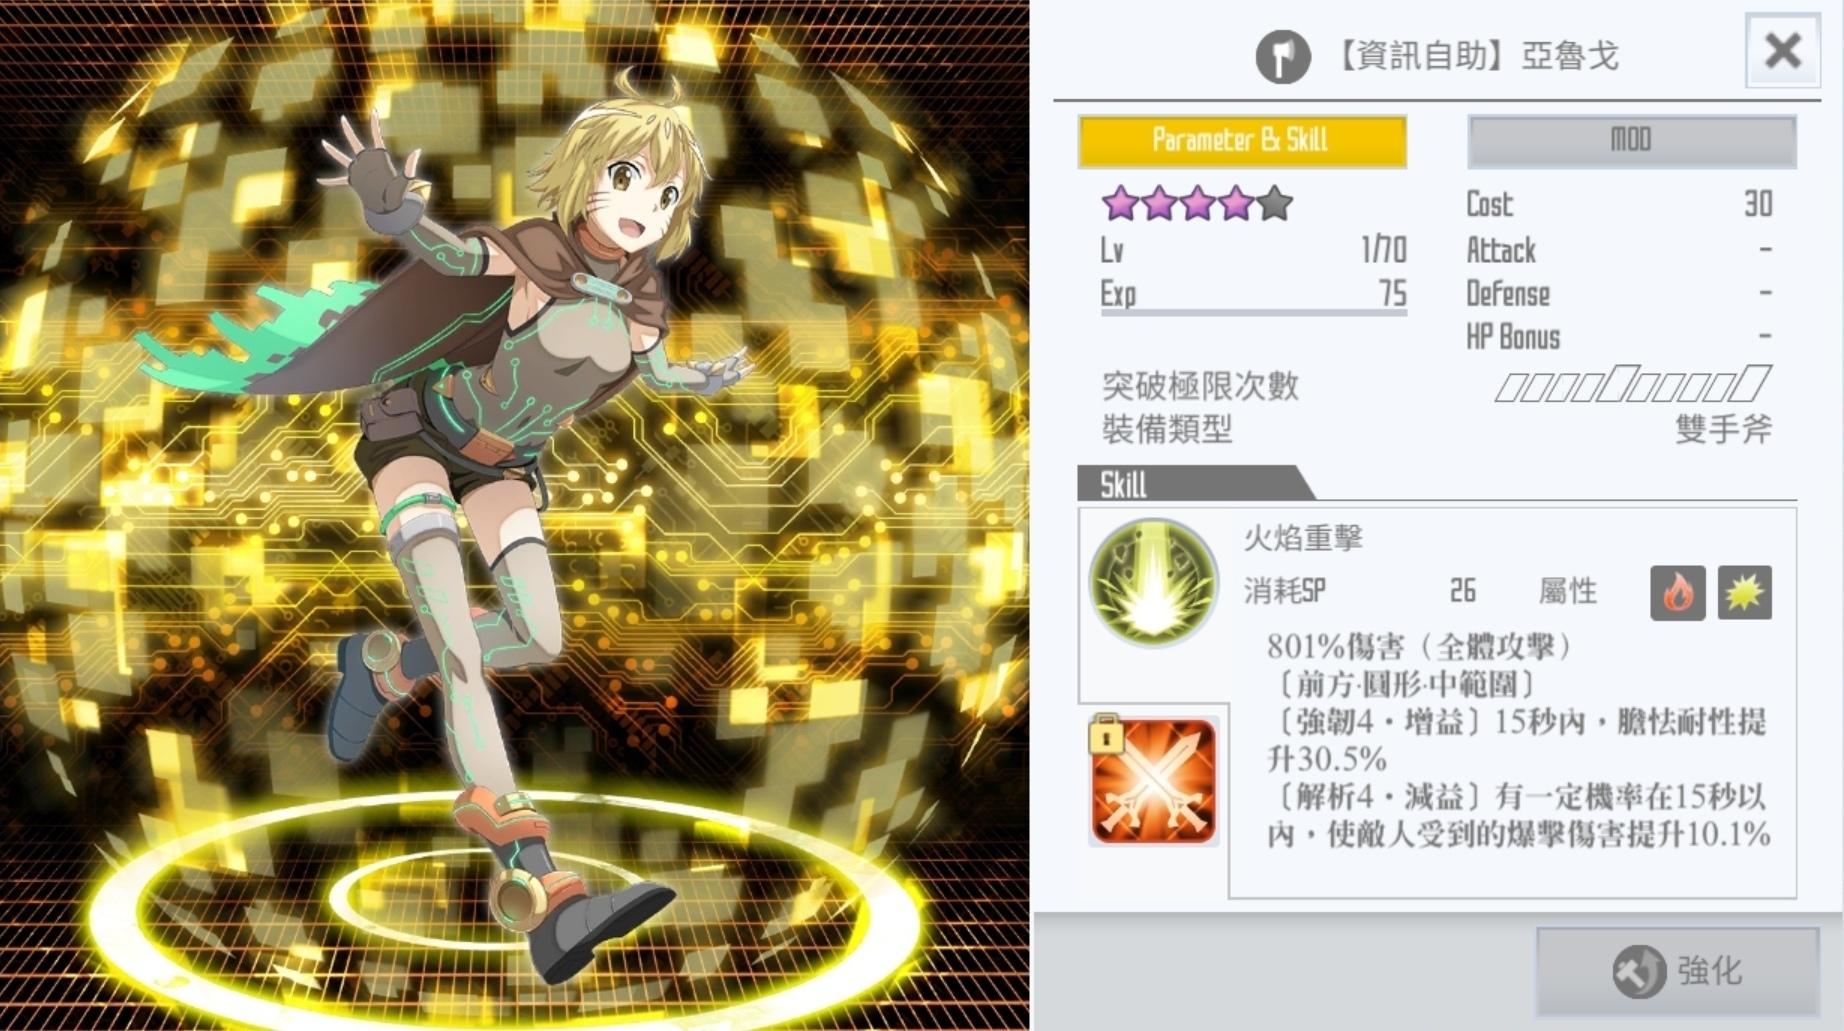 【資訊自助】亞魯戈
Parameter & Skill
MOD
Lv 1/70
Exp 75
Cost 30
Attack -
Defense -
HP Bonus -
突破極限次數
裝備類型 雙手斧
Skill
火焰重擊
消耗SP 26 屬性
801%傷害（全體攻擊）
〔前方·圓形·中範圍〕
〔強韌4・增益〕15秒內，膽怯耐性提
升30.5%
〔解析4・減益〕有一定機率在15秒以
內，使敵人受到的爆擊傷害提升10.1%
強化